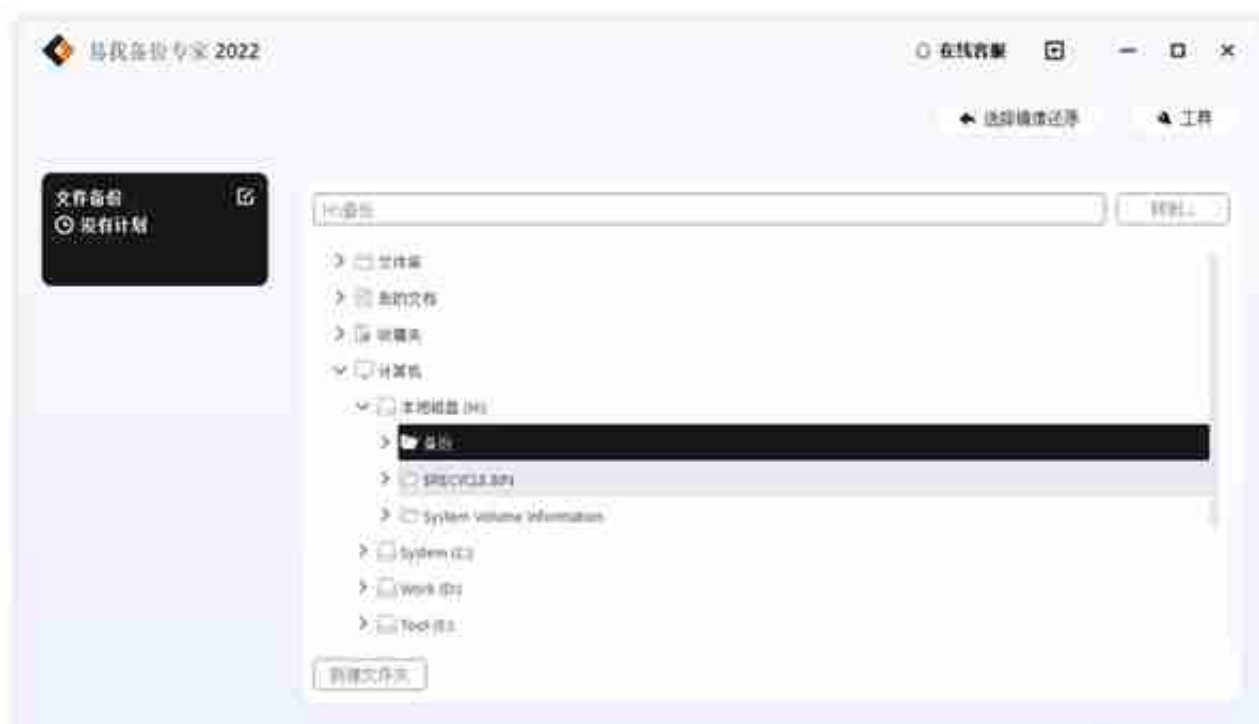 易我备份专家 2022
在线客服
选择镜像还原
工具
文件备份
没有计划
H:\备份
转到...
文件库
我的文档
收藏夹
计算机
本地磁盘 (H:)
备份
$RECYCLE.BIN
System Volume Information
System (C:)
Work (D:)
Tool (E:)
新建文件夹